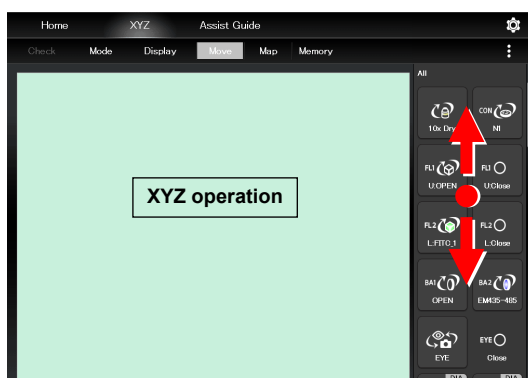 Home XYZ Assist Guide
Check Mode Display Move Map Memory
All
CON
10x Dry N1
FL1 FL1
U:OPEN U:Close
FL2 FL2
L:FITC_1 L:Close
BA1 BA2
OPEN EM435-485
EYE
EYE Close
XYZ operation